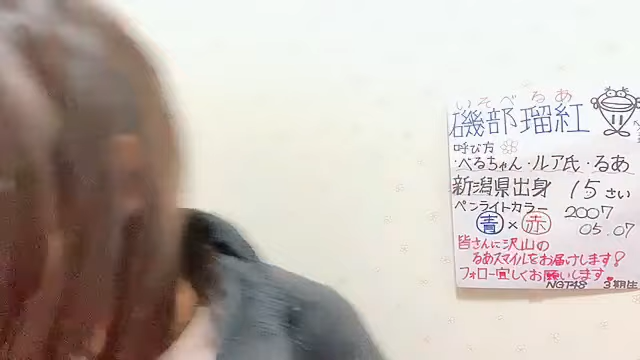 いそべ るあ
磯部 瑠紅
呼び方
・べるちゃん・ルア氏・るあ
新潟県出身 15さい
ペンライトカラー 2007
青×赤 05.07
皆さんに沢山の
るあスマイルをお届けします!
フォロー宜しくお願いします
NGT48 3期生